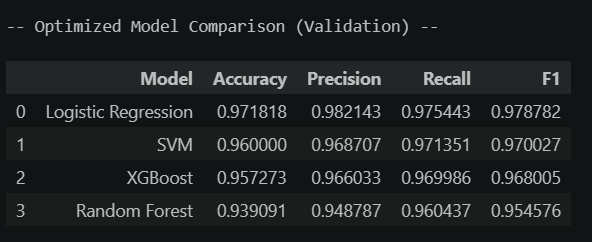 -- Optimized Model Comparison (Validation) --
Model Accuracy Precision Recall F1
0 Logistic Regression 0.971818 0.982143 0.975443 0.978782
1 SVM 0.960000 0.968707 0.971351 0.970027
2 XGBoost 0.957273 0.966033 0.969986 0.968005
3 Random Forest 0.939091 0.948787 0.960437 0.954576